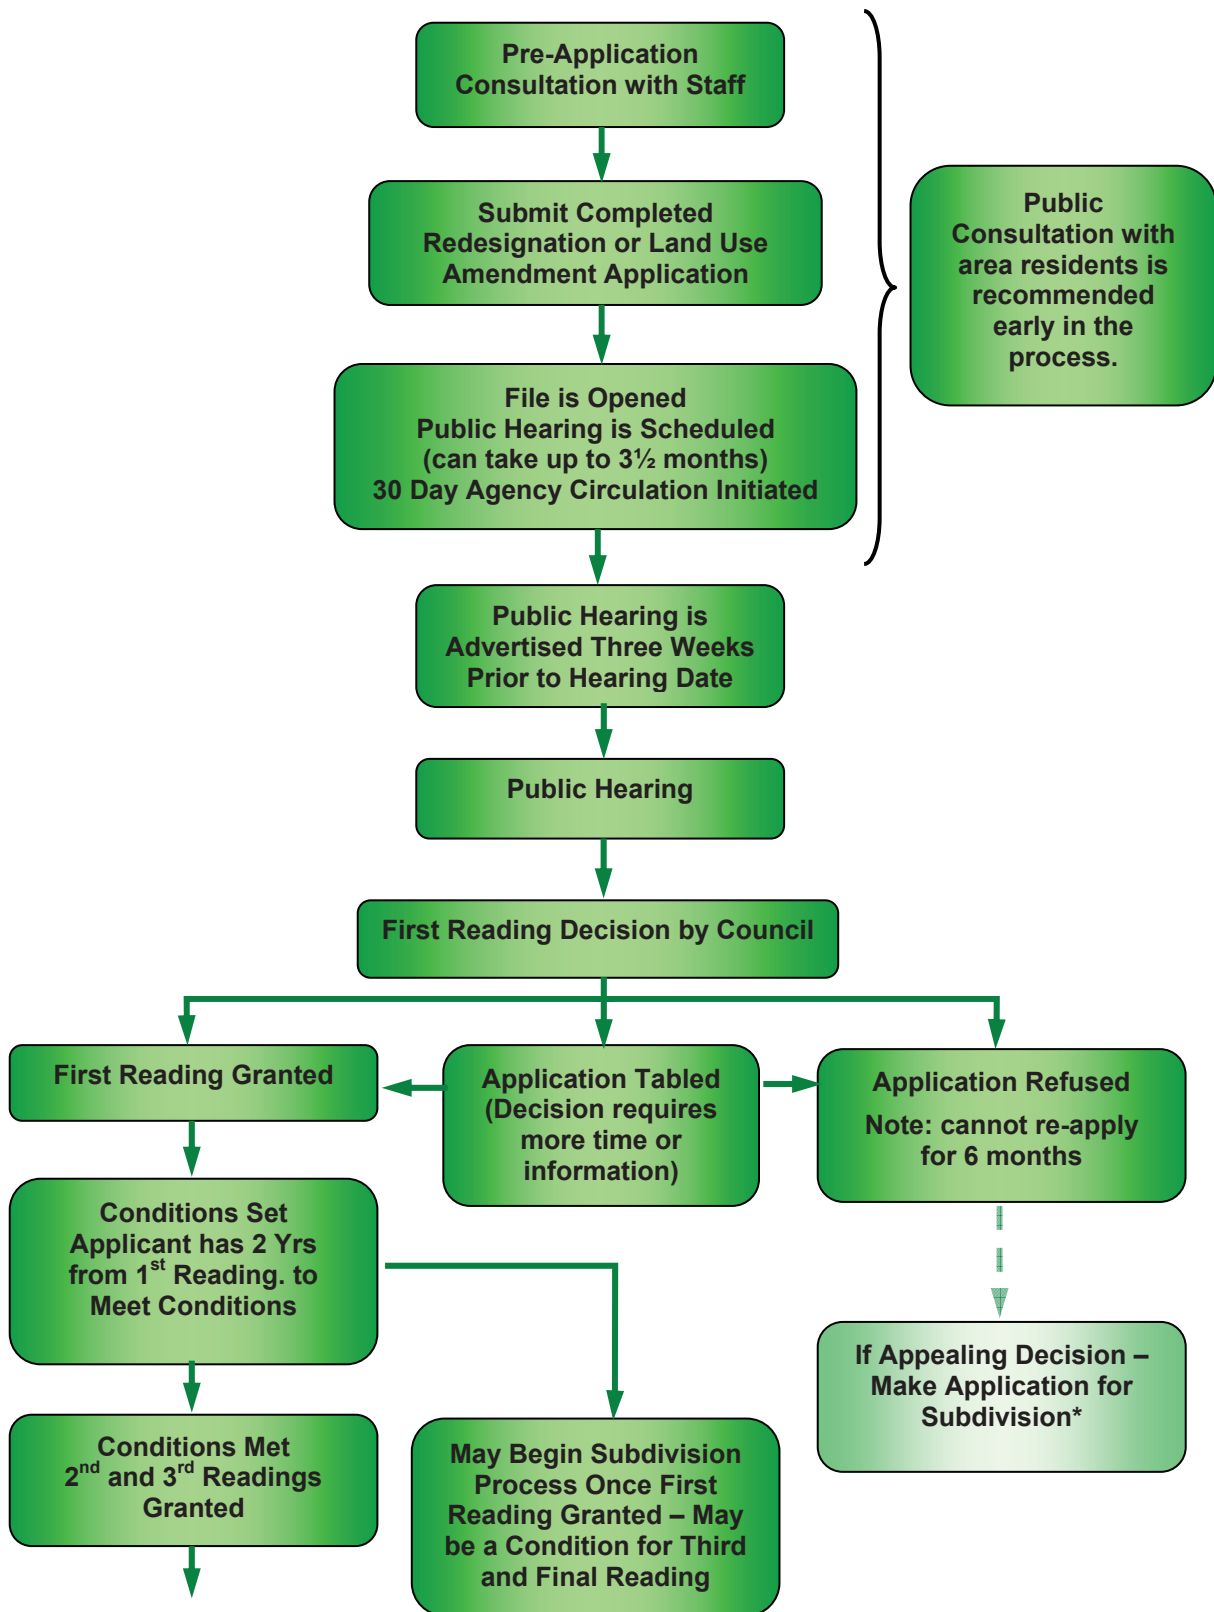 Pre-Application
Consultation with Staff
Submit Completed
Redesignation or Land Use
Amendment Application
Public
Consultation with
area residents is
recommended
early in the
process.
File is Opened
Public Hearing is Scheduled
(can take up to 3½ months)
30 Day Agency Circulation Initiated
Public Hearing is
Advertised Three Weeks
Prior to Hearing Date
Public Hearing
First Reading Decision by Council
First Reading Granted
Application Tabled
(Decision requires
more time or
information)
Application Refused
Note: cannot re-apply
for 6 months
Conditions Set
Applicant has 2 Yrs
from 1st Reading. to
Meet Conditions
If Appealing Decision –
Make Application for
Subdivision*
Conditions Met
2nd and 3rd Readings
Granted
May Begin Subdivision
Process Once First
Reading Granted – May
be a Condition for Third
and Final Reading